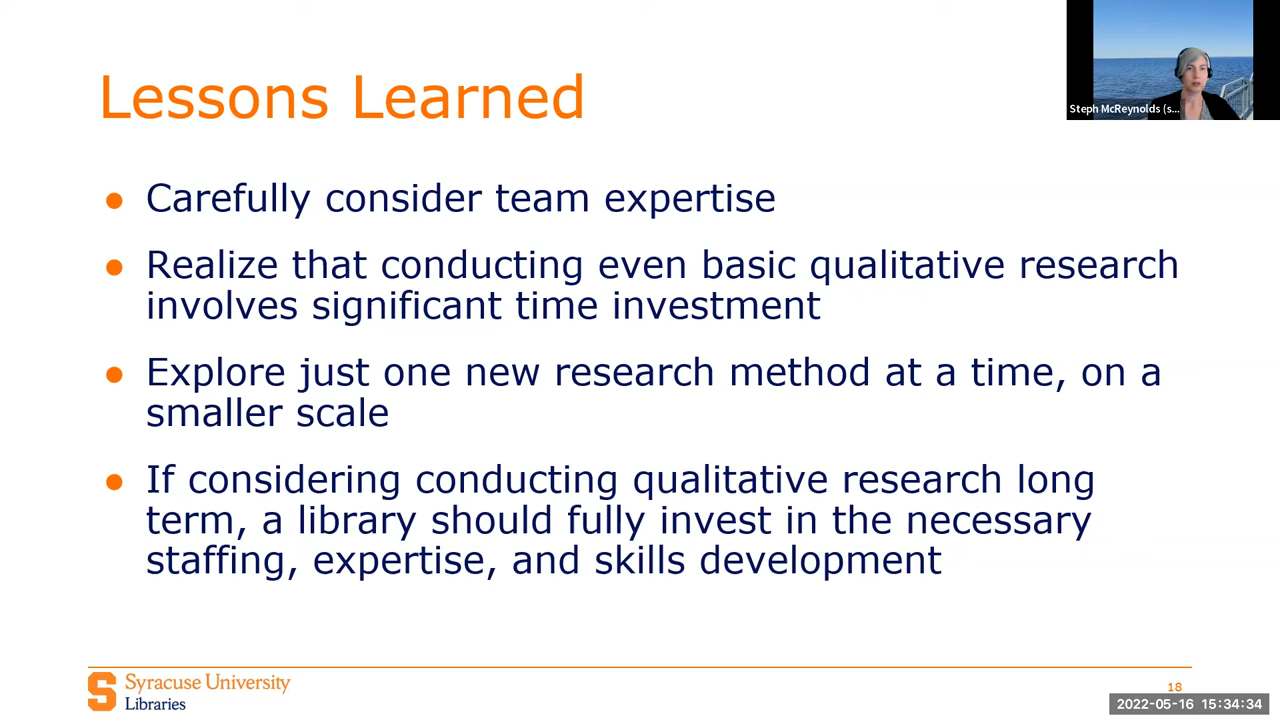 Lessons Learned
Steph McReynolds (s...
● Carefully consider team expertise
● Realize that conducting even basic qualitative research
involves significant time investment
● Explore just one new research method at a time, on a
smaller scale
● If considering conducting qualitative research long
term, a library should fully invest in the necessary
staffing, expertise, and skills development
S Syracuse University
Libraries
18
2022-05-16 15:34:34